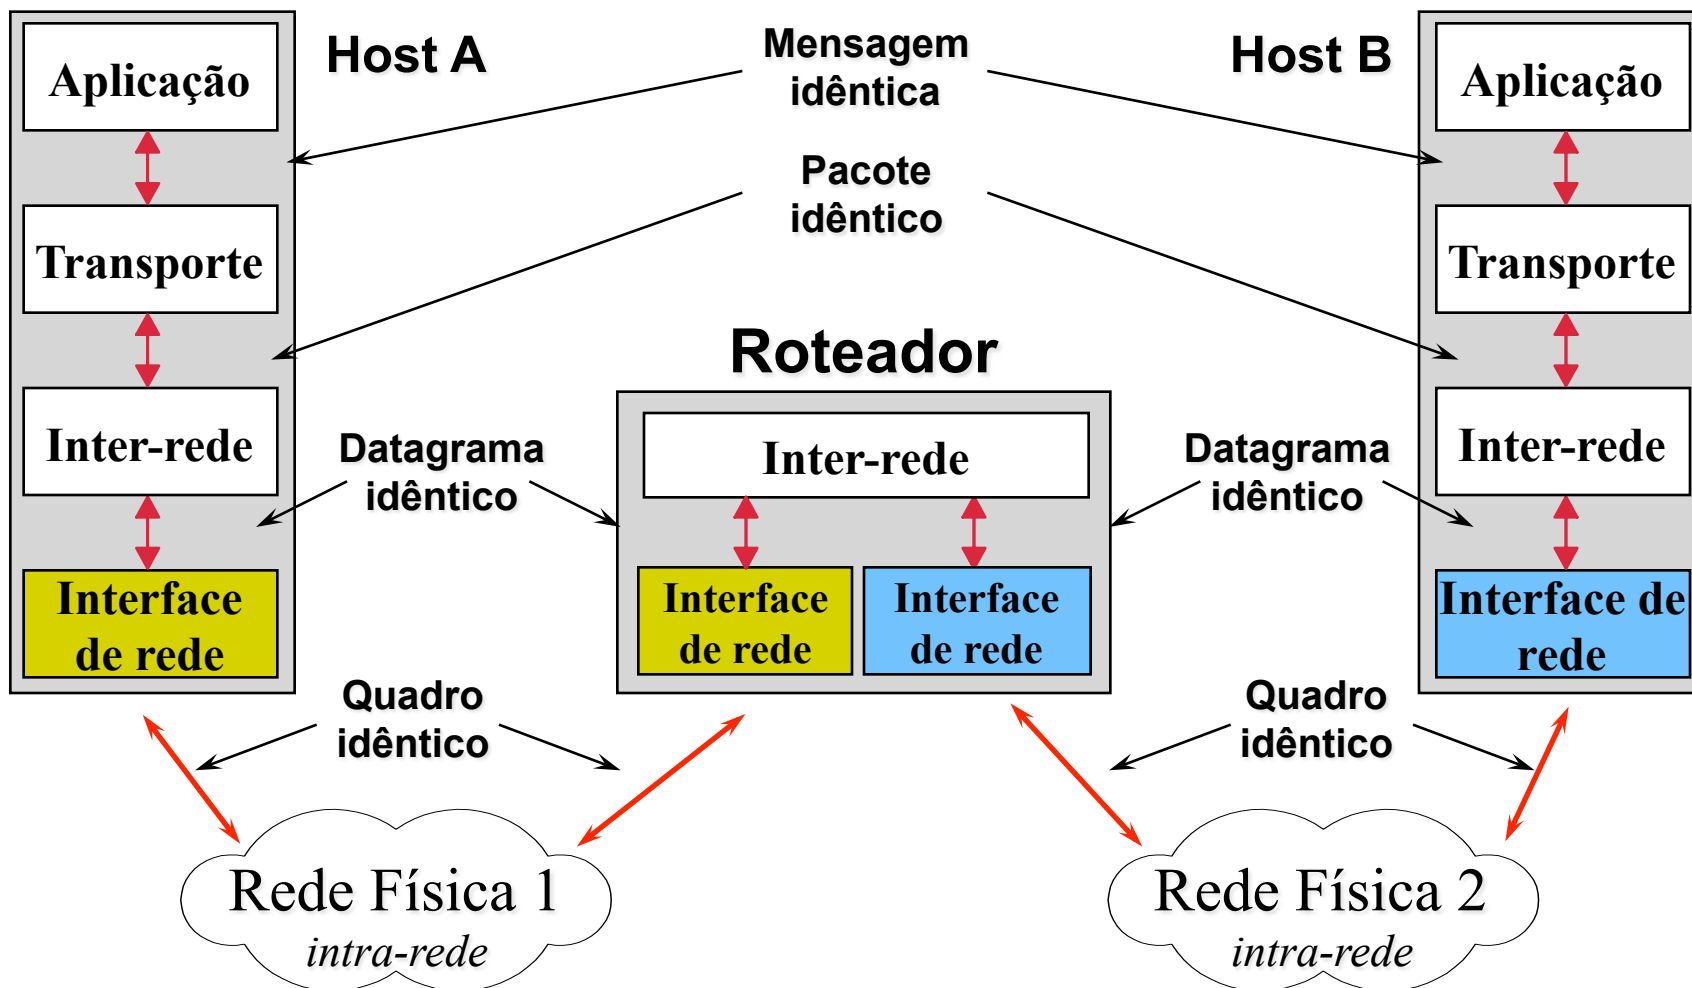 Host A
Mensagem
idêntica
Host B
Aplicação
Aplicação
Pacote
idêntico
Transporte
Transporte
Roteador
Inter-rede
Datagrama
idêntico
Inter-rede
Datagrama
idêntico
Inter-rede
Interface
de rede
Interface
de rede
Interface
de rede
Interface de
rede
Quadro
idêntico
Quadro
idêntico
Rede Física 1
intra-rede
Rede Física 2
intra-rede